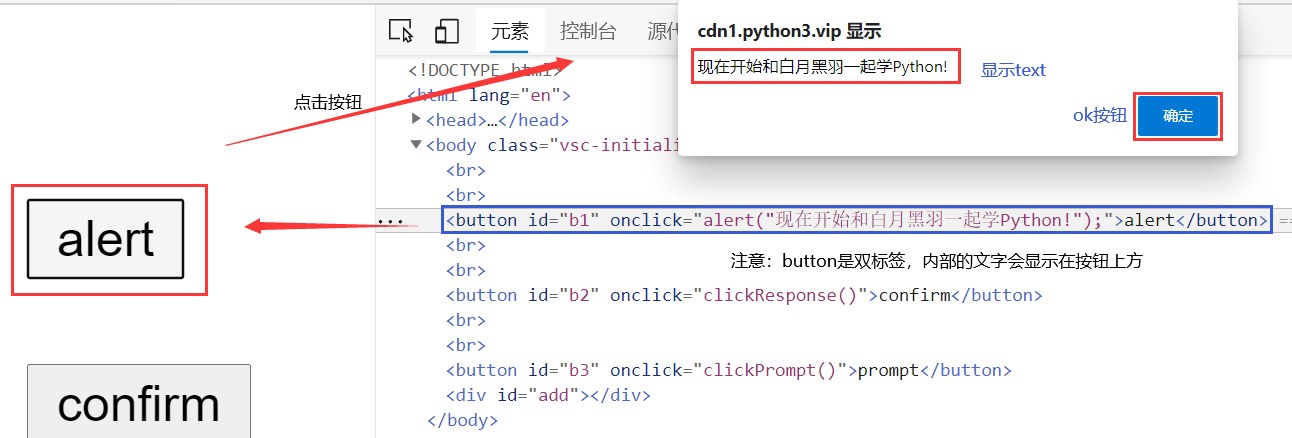 元素 控制台 源代
cdn1.python3.vip 显示
现在开始和白月黑羽一起学Python! 显示text
ok按钮 确定
点击按钮
<!DOCTYPE html>
<html lang="en">
<head>…</head>
<body class="vsc-initiali
<br>
<br>
alert
<button id="b1" onclick="alert("现在开始和白月黑羽一起学Python!");">alert</button> ==
<br>
注意：button是双标签，内部的文字会显示在按钮上方
<br>
<button id="b2" onclick="clickResponse()">confirm</button>
<br>
<br>
<button id="b3" onclick="clickPrompt()">prompt</button>
confirm
<div id="add"></div>
</body>